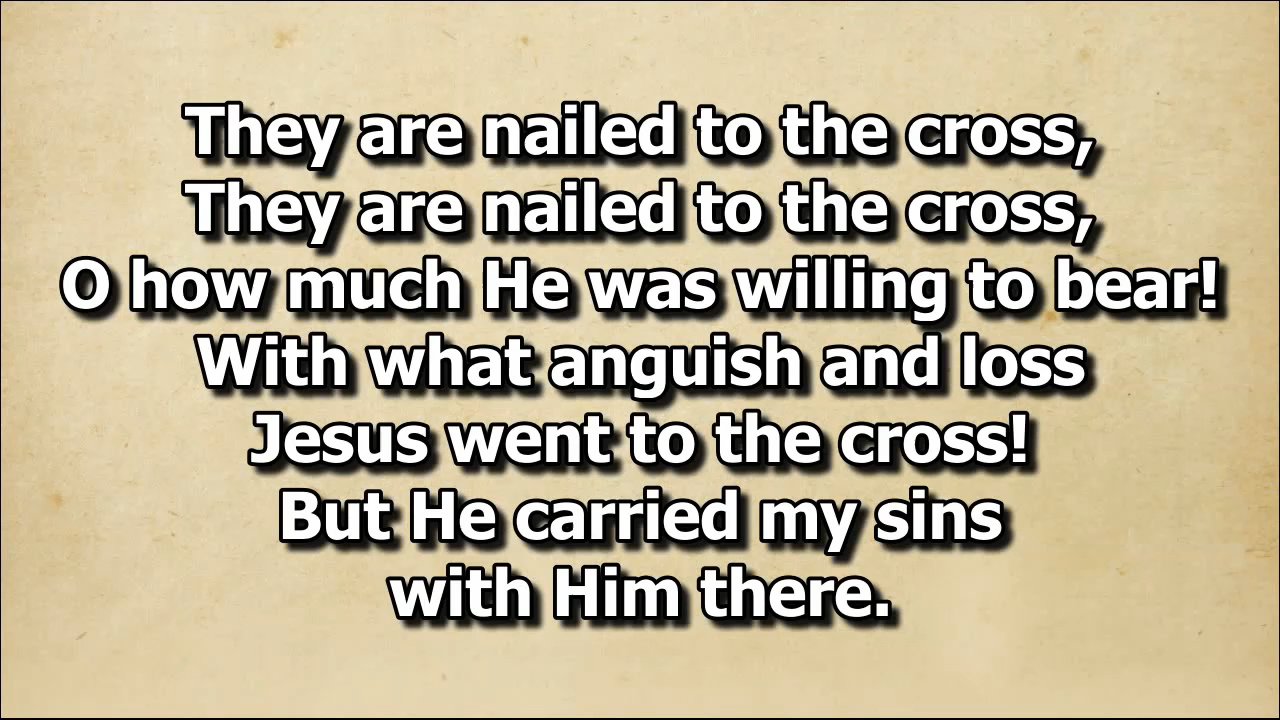 They are nailed to the cross,
They are nailed to the cross,
O how much He was willing to bear!
With what anguish and loss
Jesus went to the cross!
But He carried my sins
with Him there.